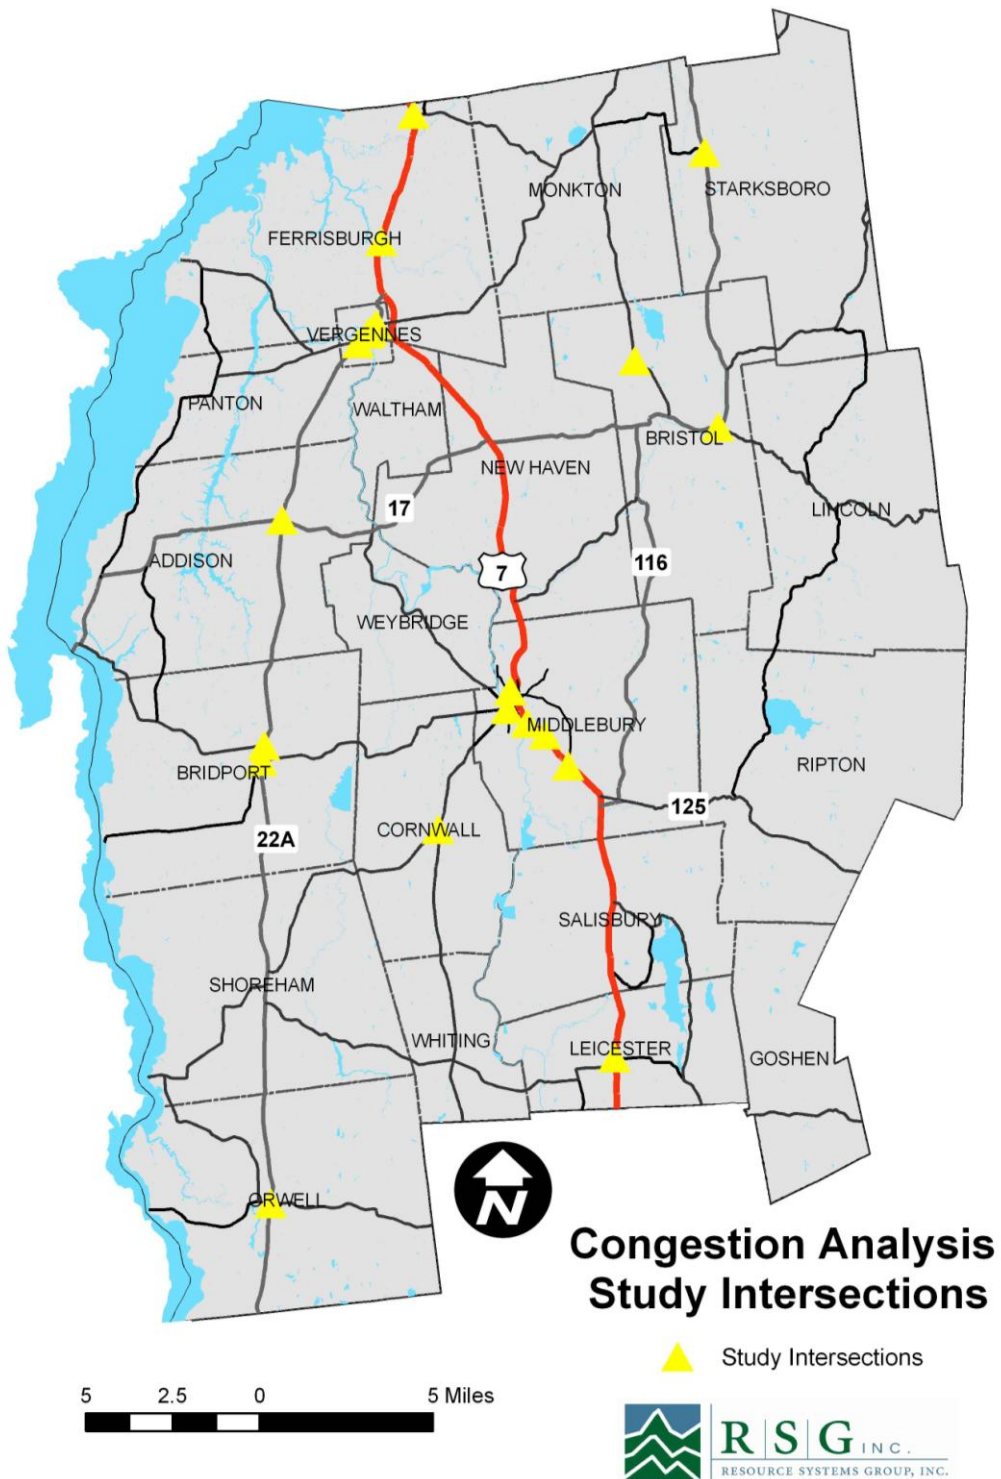 MONKTON
STARKSBORO
FERRISBURGH
VERGENNES
PANTON
WALTHAM
BRISTOL
NEW HAVEN
17
LINCOLN
ADDISON
7
116
WEYBRIDGE
MIDDLEBURY
RIPTON
BRIDPORT
125
CORNWALL
22A
SALISBURY
SHOREHAM
WHITING
LEICESTER
GOSHEN
ORWELL
N
Congestion Analysis
Study Intersections
Study Intersections
5 2.5 0 5 Miles
RSG INC.
RESOURCE SYSTEMS GROUP, INC.